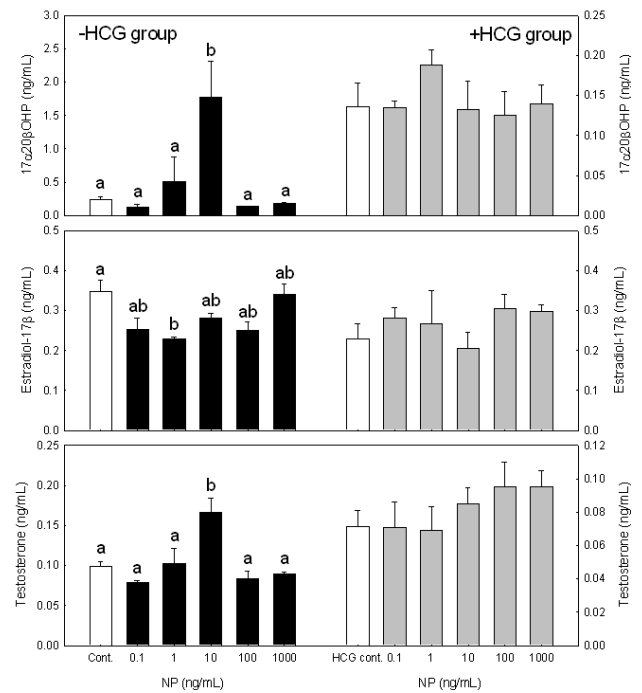 -HCG group
+HCG group
17α20βOHP (ng/mL)
3.0
2.5
2.0
1.5
1.0
0.5
0.0
a
a
a
b
a
a
0.25
0.20
0.15
0.10
0.05
0.00
17α20βOHP (ng/mL)
Estradiol-17β (ng/mL)
0.5
0.4
0.3
0.2
0.1
0.0
a
ab
b
ab
ab
ab
0.5
0.4
0.3
0.2
0.1
0.0
Estradiol-17β (ng/mL)
Testosterone (ng/mL)
0.25
0.20
0.15
0.10
0.05
0.00
a
a
a
b
a
a
0.12
0.10
0.08
0.06
0.04
0.02
0.00
Testosterone (ng/mL)
Cont. 0.1 1 10 100 1000
HCG cont. 0.1 1 10 100 1000
NP (ng/mL)
NP (ng/mL)